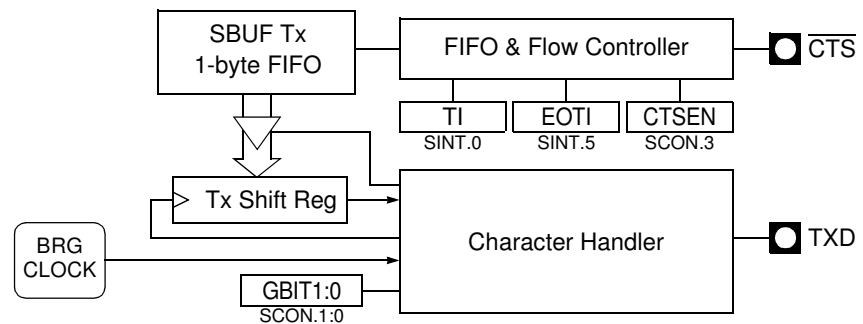 SBUF Tx
1-byte FIFO
FIFO & Flow Controller
CTS
TI
EOTI
CTSEN
SINT.0
SINT.5
SCON.3
Tx Shift Reg
Character Handler
TXD
BRG
CLOCK
GBIT1:0
SCON.1:0